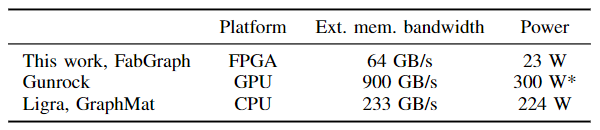 Platform Ext. mem. bandwidth Power
This work, FabGraph FPGA 64 GB/s 23 W
Gunrock GPU 900 GB/s 300 W*
Ligra, GraphMat CPU 233 GB/s 224 W